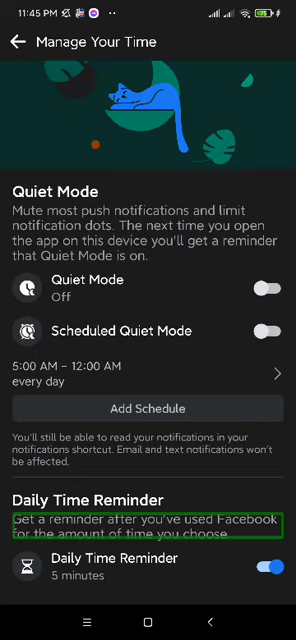 11:45 PM
Manage Your Time
Quiet Mode
Mute most push notifications and limit
notification dots. The next time you open
the app on this device you'll get a reminder
that Quiet Mode is on.
Quiet Mode
Off
Scheduled Quiet Mode
5:00 AM – 12:00 AM
every day
Add Schedule
You'll still be able to read your notifications in your
notifications shortcut. Email and text notifications won't
be affected.
Daily Time Reminder
Get a reminder after you've used Facebook
for the amount of time you choose.
Daily Time Reminder
5 minutes